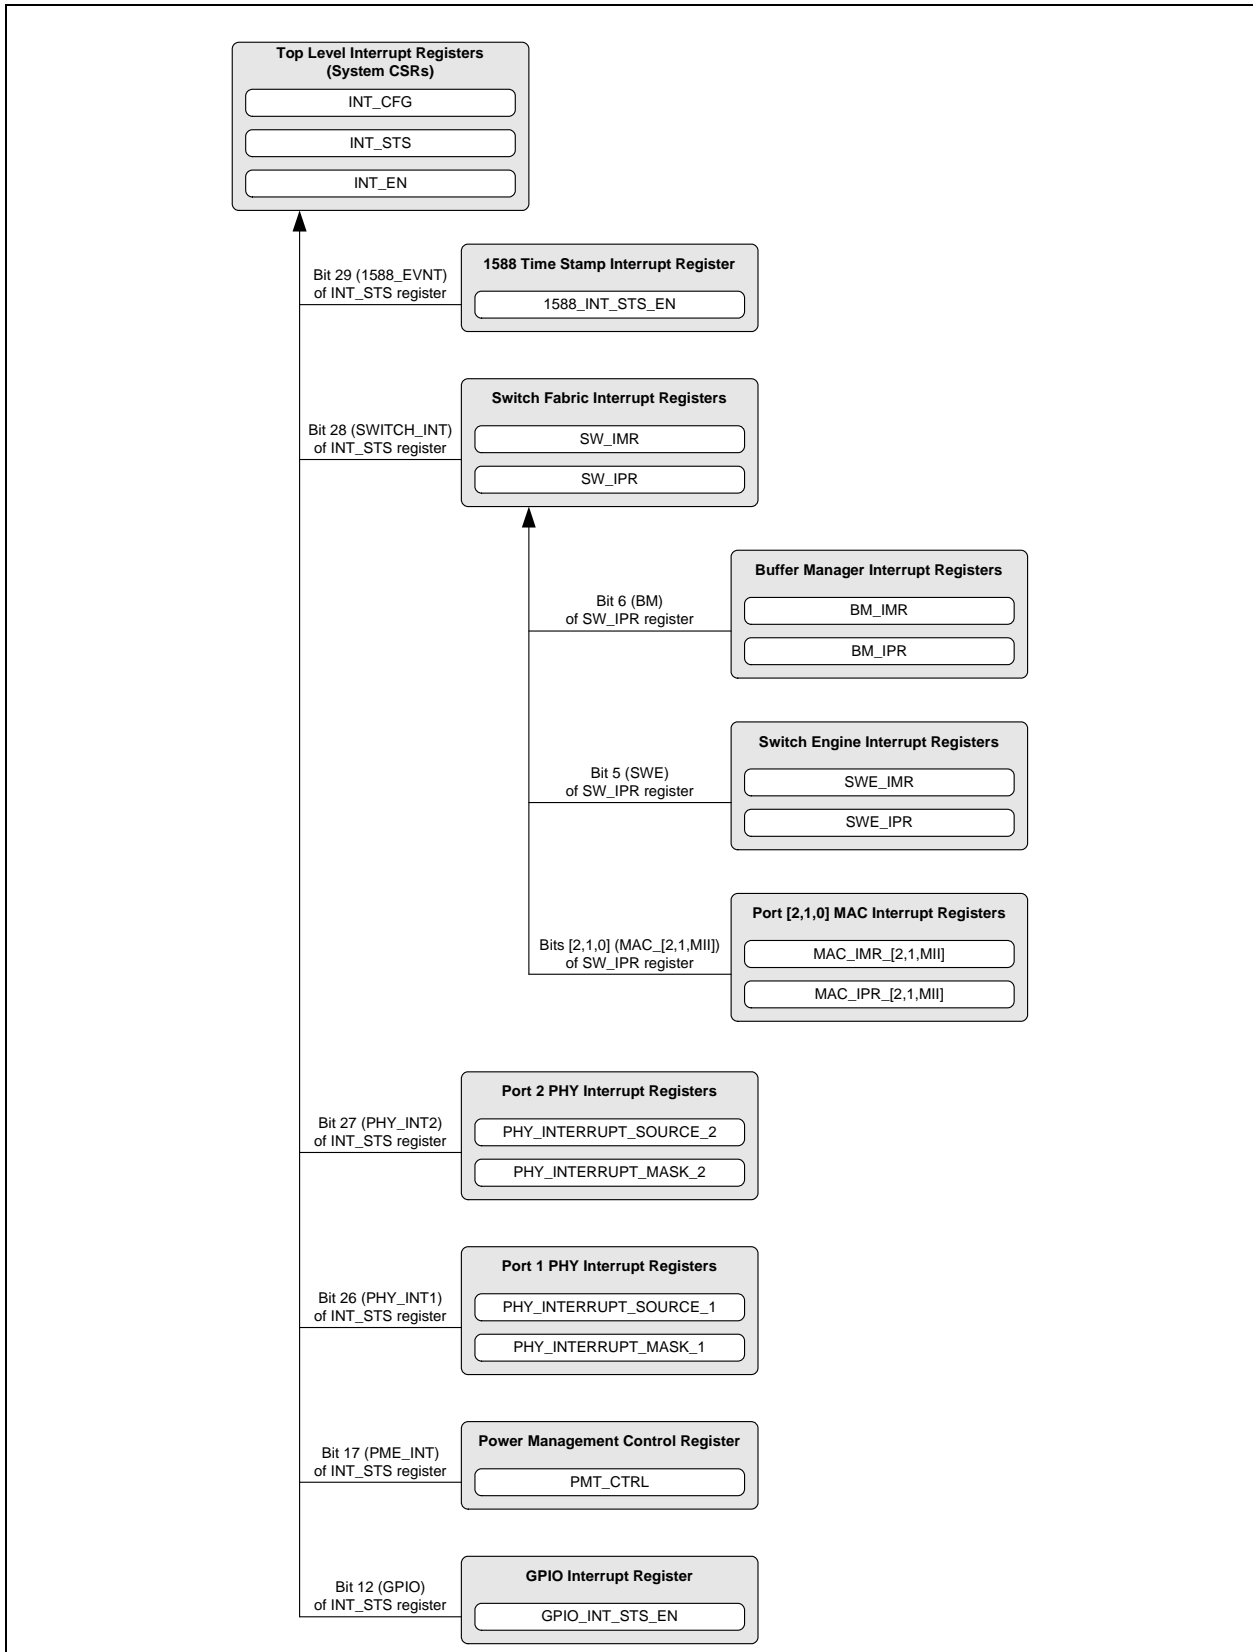 Top Level Interrupt Registers
(System CSRs)
INT_CFG
INT_STS
INT_EN
Bit 29 (1588_EVNT)
of INT_STS register
1588 Time Stamp Interrupt Register
1588_INT_STS_EN
Bit 28 (SWITCH_INT)
of INT_STS register
Switch Fabric Interrupt Registers
SW_IMR
SW_IPR
Bit 6 (BM)
of SW_IPR register
Buffer Manager Interrupt Registers
BM_IMR
BM_IPR
Bit 5 (SWE)
of SW_IPR register
Switch Engine Interrupt Registers
SWE_IMR
SWE_IPR
Bits [2,1,0] (MAC_[2,1,MII])
of SW_IPR register
Port [2,1,0] MAC Interrupt Registers
MAC_IMR_[2,1,MII]
MAC_IPR_[2,1,MII]
Bit 27 (PHY_INT2)
of INT_STS register
Port 2 PHY Interrupt Registers
PHY_INTERRUPT_SOURCE_2
PHY_INTERRUPT_MASK_2
Bit 26 (PHY_INT1)
of INT_STS register
Port 1 PHY Interrupt Registers
PHY_INTERRUPT_SOURCE_1
PHY_INTERRUPT_MASK_1
Bit 17 (PME_INT)
of INT_STS register
Power Management Control Register
PMT_CTRL
Bit 12 (GPIO)
of INT_STS register
GPIO Interrupt Register
GPIO_INT_STS_EN